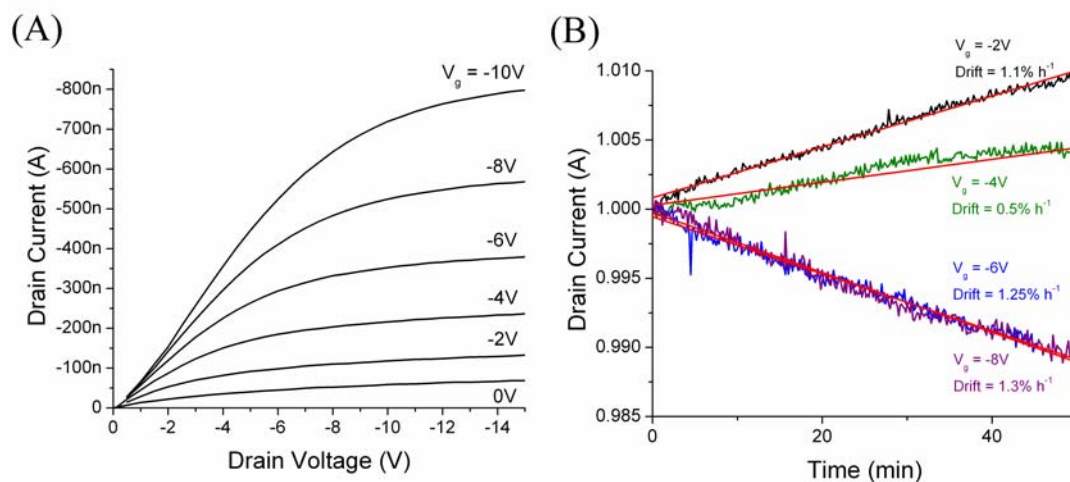 (A)
V_g = -10V
-8V
-6V
-4V
-2V
0V
-800n
-700n
-600n
-500n
-400n
-300n
-200n
-100n
0
Drain Current (A)
0 -2 -4 -6 -8 -10 -12 -14
Drain Voltage (V)
(B)
V_g = -2V
Drift = 1.1% h⁻¹
V_g = -4V
Drift = 0.5% h⁻¹
V_g = -6V
Drift = 1.25% h⁻¹
V_g = -8V
Drift = 1.3% h⁻¹
1.010
1.005
1.000
0.995
0.990
0.985
Drain Current (A)
0 20 40
Time (min)